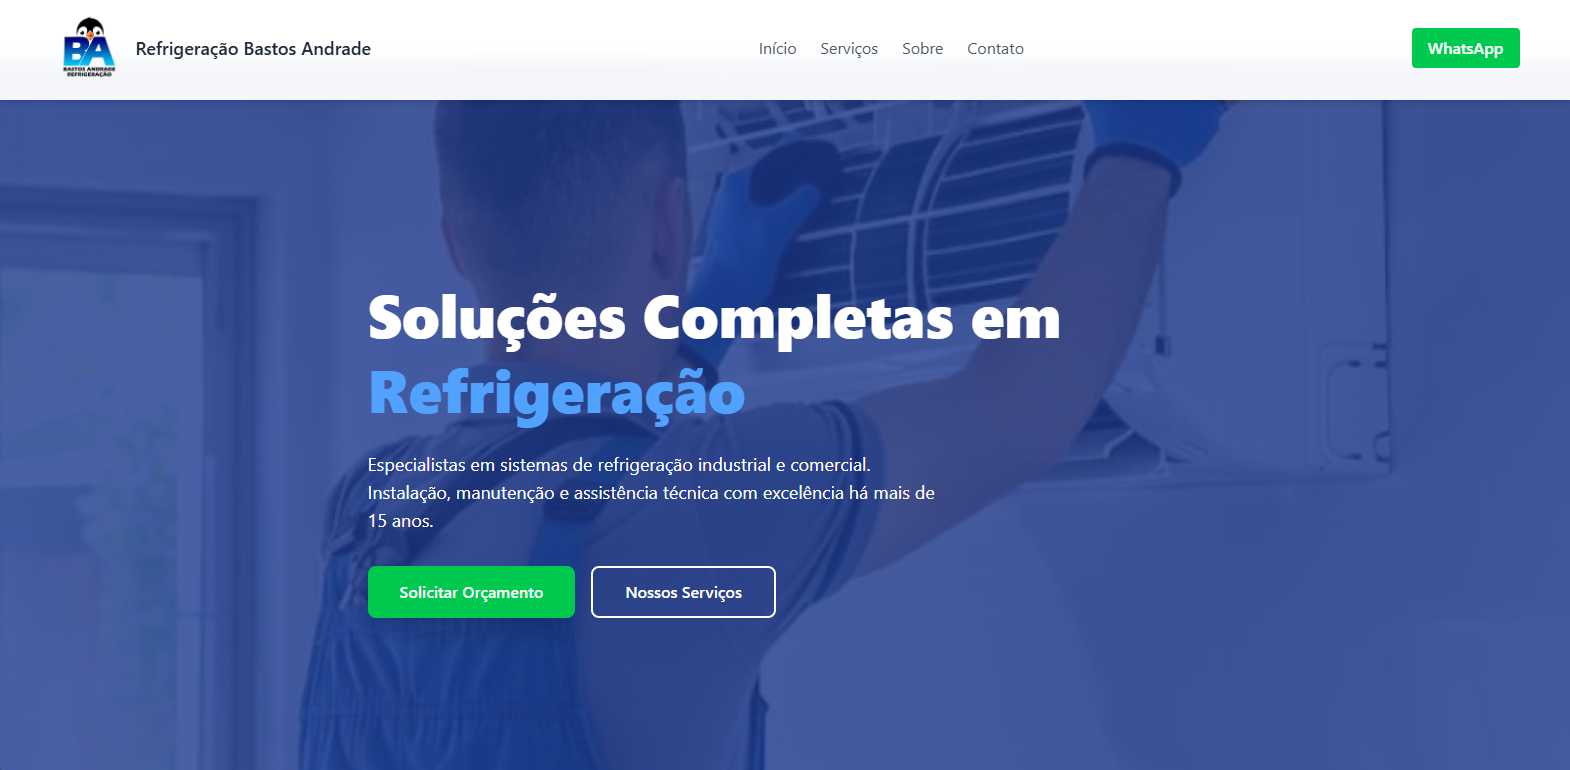 BA
BASTOS ANDRADE
REFRIGERAÇÃO
Refrigeração Bastos Andrade
Início Serviços Sobre Contato
WhatsApp
Soluções Completas em
Refrigeração
Especialistas em sistemas de refrigeração industrial e comercial.
Instalação, manutenção e assistência técnica com excelência há mais de
15 anos.
Solicitar Orçamento
Nossos Serviços